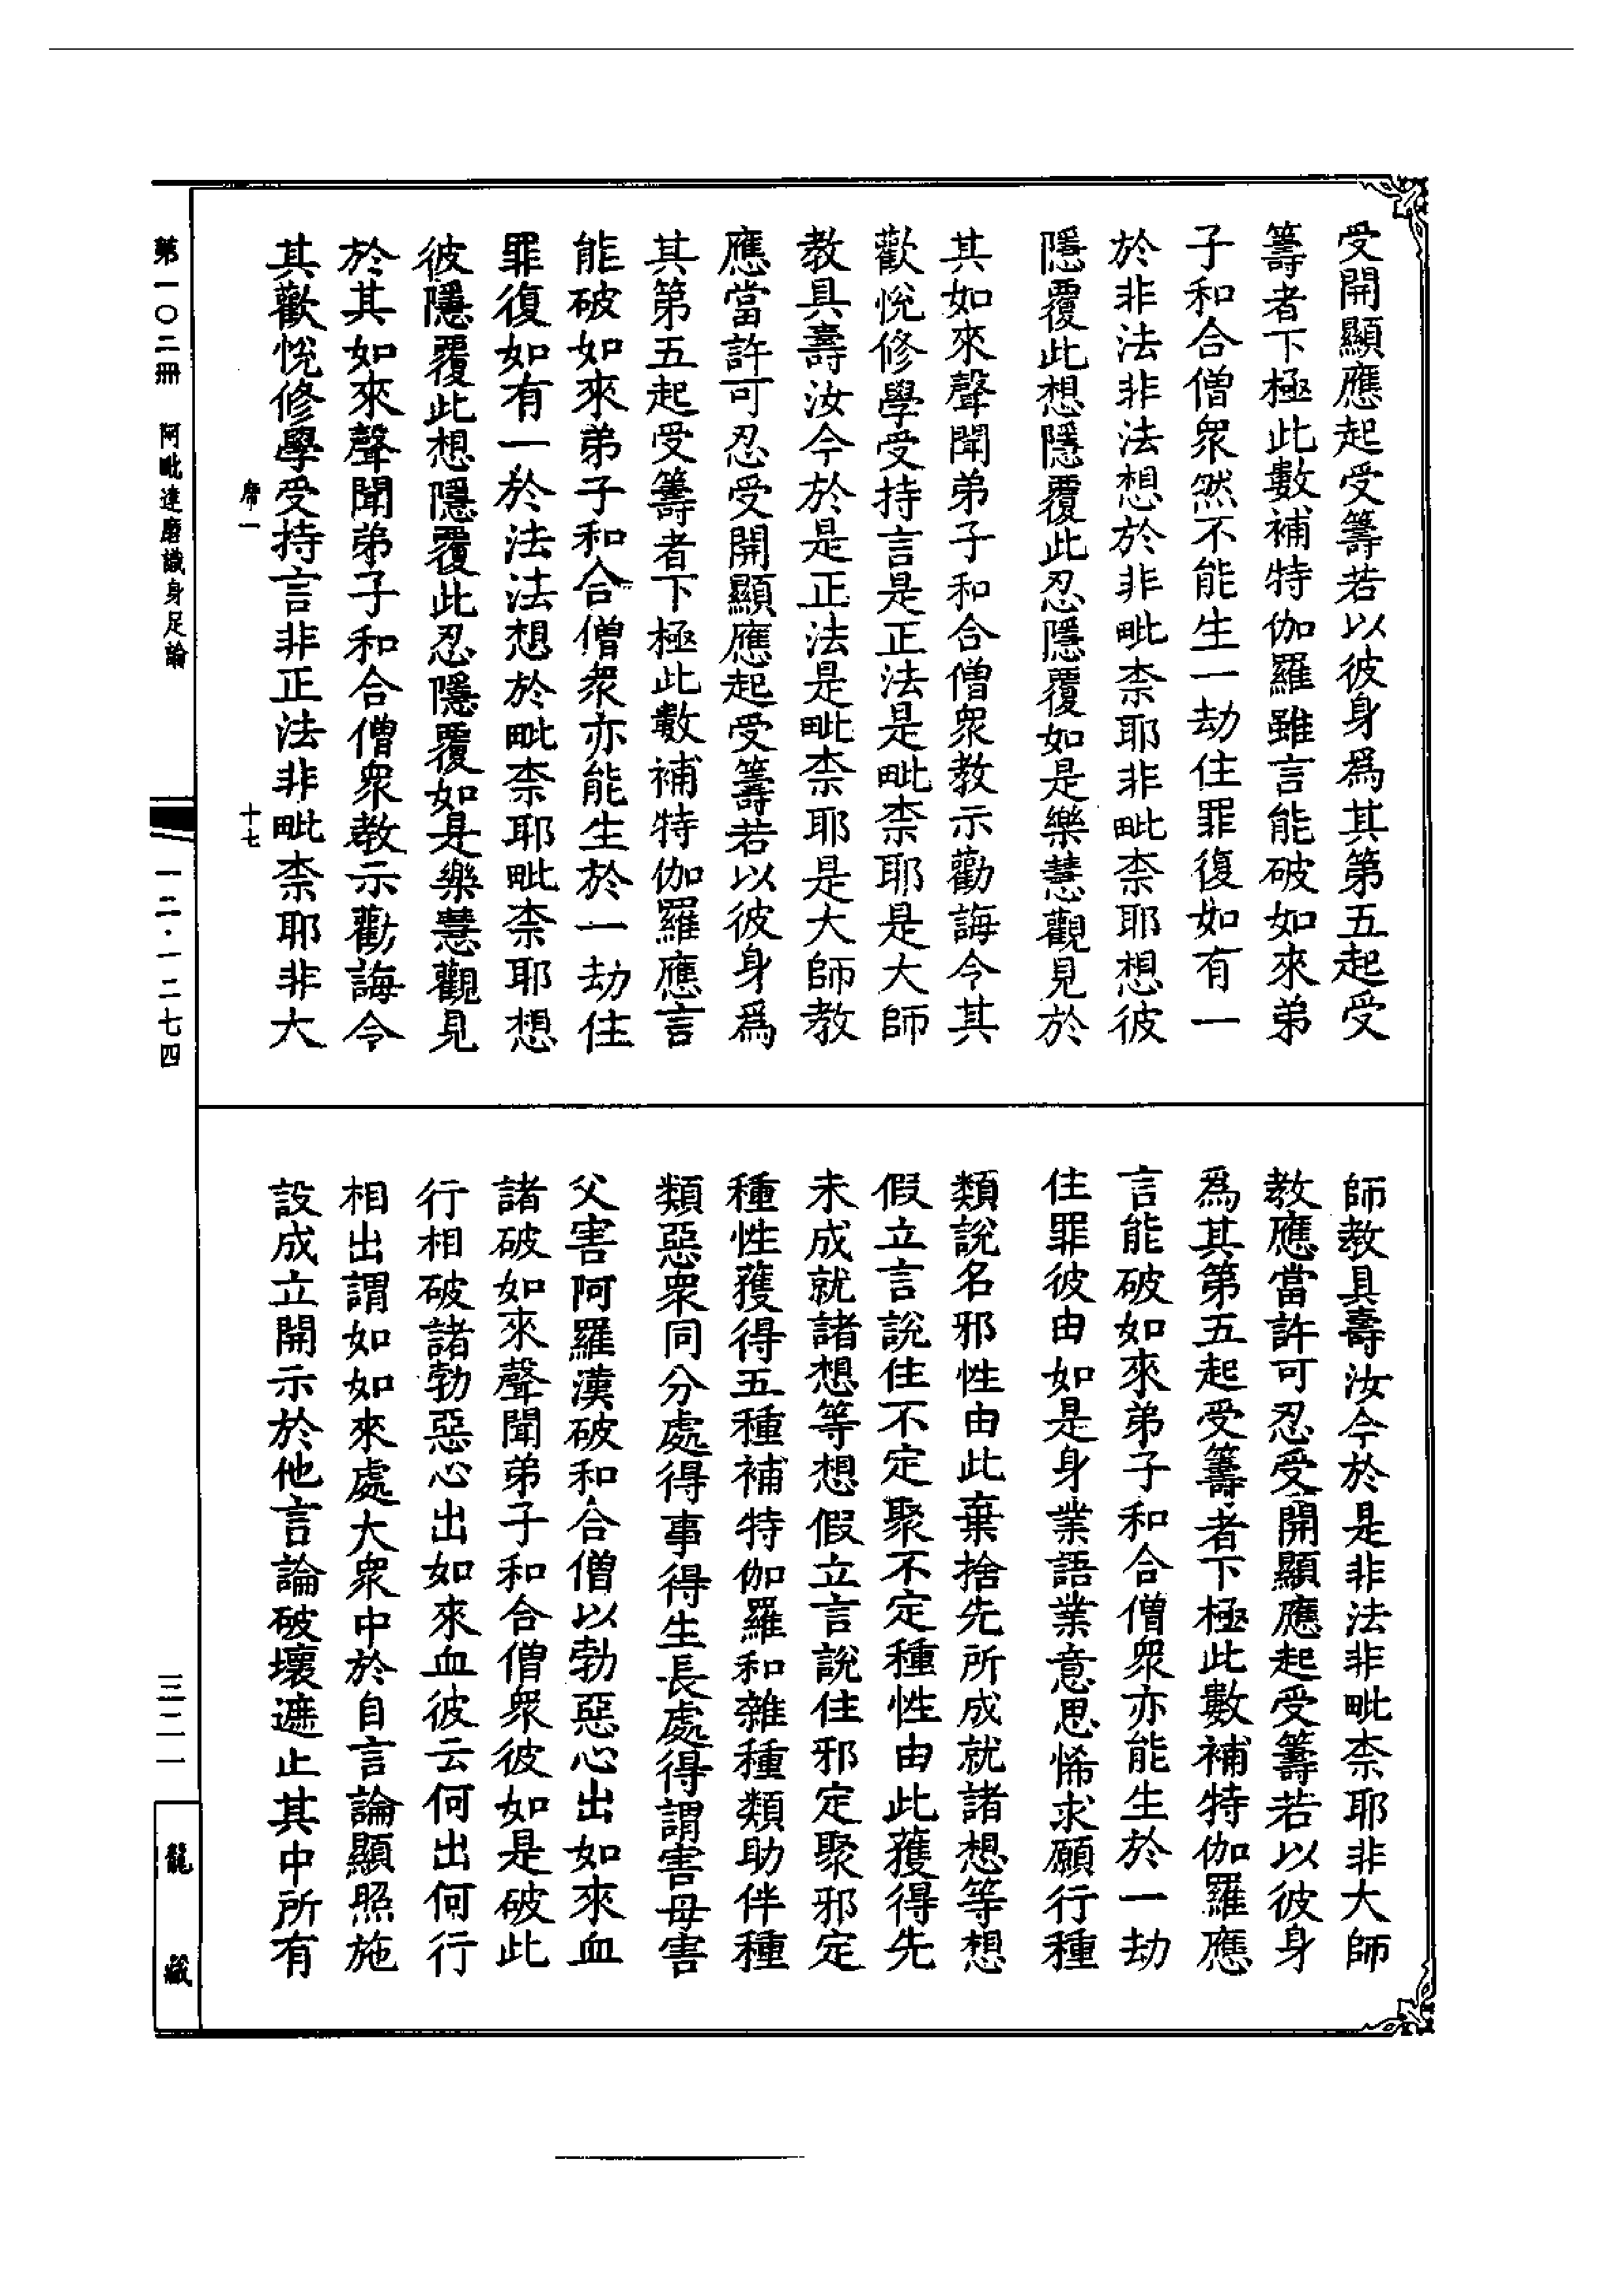 受開顯應起受籌若以彼身爲其第五起受
籌者下極此數補特伽羅雖言能破如來弟
子和合僧衆然不能生一劫住罪復如有一
於非法非法想於非毗柰耶非毗柰耶想彼
隱覆此想隱覆此忍隱覆如是樂慧觀見於
其如來聲聞弟子和合僧衆教示勸誨令其
歡悅修學受持言是正法是毗柰耶是大師
教具壽汝今於是正法是毗柰耶是大師教
應當許可忍受開顯應起受籌若以彼身爲
其第五起受籌者下極此數補特伽羅應言
能破如來弟子和合僧衆亦能生於一劫住
罪復如有一於法法想於毗柰耶毗柰耶想
彼隱覆此想隱覆此忍隱覆如是樂慧觀見
於其如來聲聞弟子和合僧衆教示勸誨令
其歡悅修學受持言非正法非毗柰耶非大
席一
十七
師教具壽汝今於是非法非毗柰耶非大師
教應當許可忍受開顯應起受籌若以彼身
爲其第五起受籌者下極此數補特伽羅應
言能破如來弟子和合僧衆亦能生於一劫
住罪彼由如是身業語業意思悕求願行種
類說名邪性由此棄捨先所成就諸想等想
假立言說住不定聚不定種性由此獲得先
未成就諸想等想假立言說住邪定聚邪定
種性獲得五種補特伽羅和雜種類助伴種
類惡衆同分處得事得生長處得謂害母害
父害阿羅漢破和合僧以勃惡心出如來血
諸破如來聲聞弟子和合僧衆彼如是破此
行相破諸勃惡心出如來血彼云何出何行
相出謂如如來處大衆中於自言論顯照施
設成立開示於他言論破壞遮止其中所有
第一〇二冊　阿毗達磨識身足論
一二·一二七四
三二一
龍藏